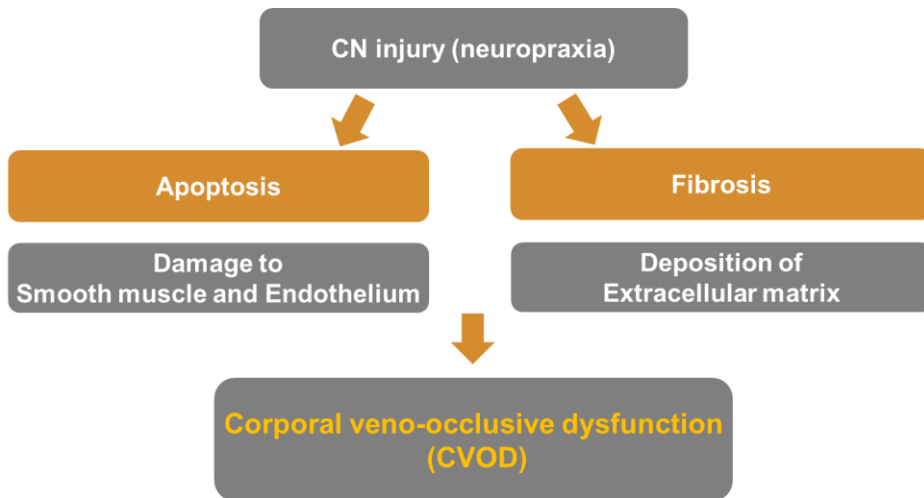 CN injury (neuropraxia)
Apoptosis
Fibrosis
Damage to
Smooth muscle and Endothelium
Deposition of
Extracellular matrix
Corporal veno-occlusive dysfunction
(CVOD)